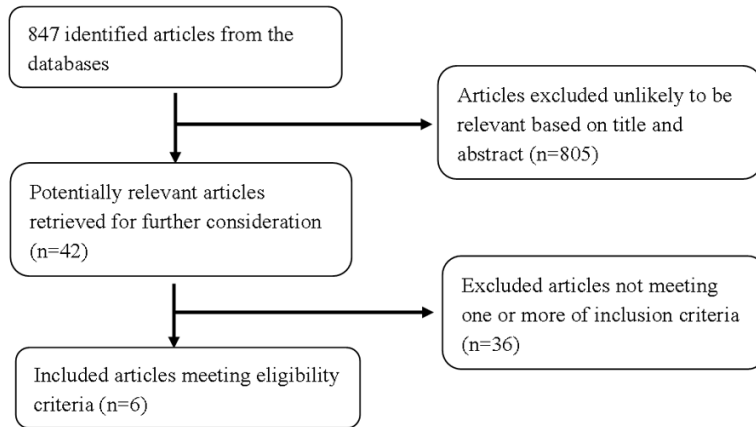 847 identified articles from the
databases
Articles excluded unlikely to be
relevant based on title and
abstract (n=805)
Potentially relevant articles
retrieved for further consideration
(n=42)
Excluded articles not meeting
one or more of inclusion criteria
(n=36)
Included articles meeting eligibility
criteria (n=6)